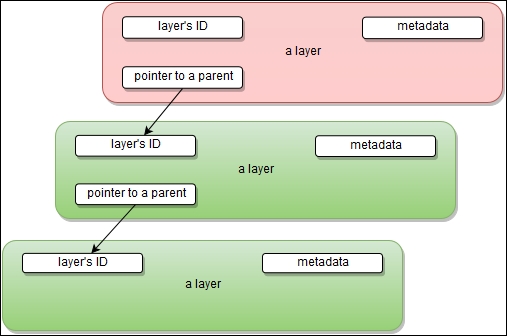 layer's ID
metadata
a layer
pointer to a parent
layer's ID
metadata
a layer
pointer to a parent
layer's ID
metadata
a layer